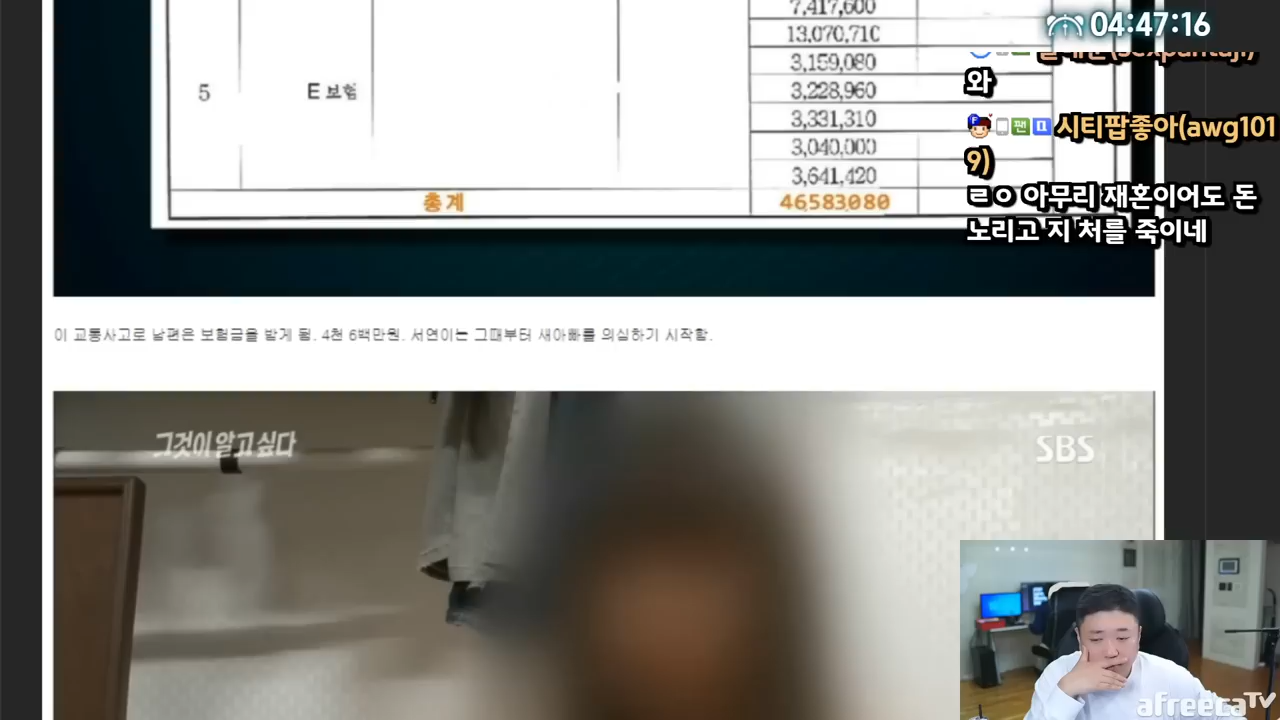 7,417,600
04:47:16
13,070,710
3,159,080
와
5
E 보험
3,228,960
3,331,310
팬
시티팝좋아(awg101
9)
3,040,000
3,641,420
ㄹㅇ 아무리 재혼이어도 돈
노리고 지 처를 죽이네
총계
46583080
이 교통사고로 남편은 보험금을 받게 됨. 4천 6백만원. 서연이는 그때부터 새아빠를 의심하기 시작함.
그것이 알고싶다
SBS
afreecaTV